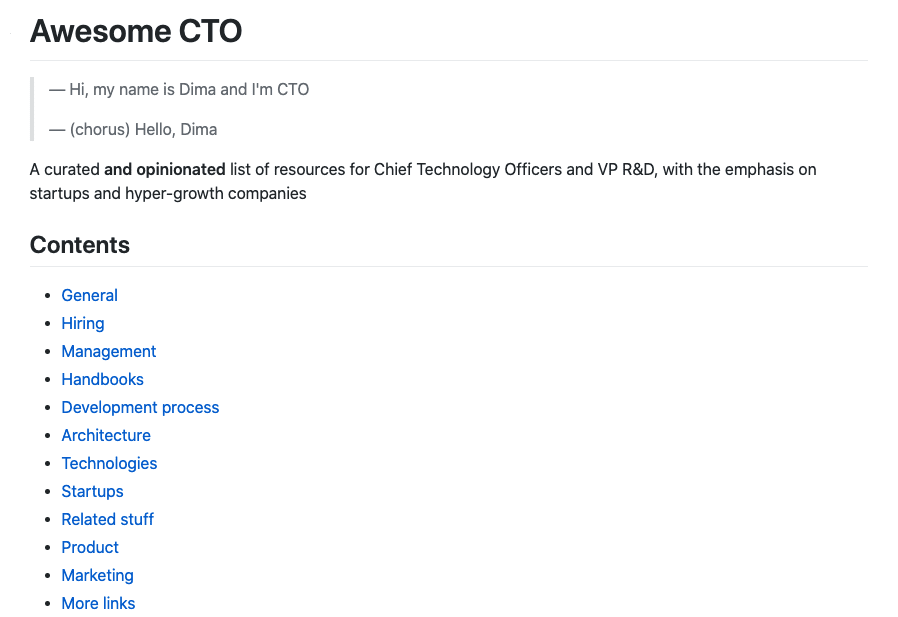 Awesome CTO
— Hi, my name is Dima and I'm CTO
— (chorus) Hello, Dima
A curated and opinionated list of resources for Chief Technology Officers and VP R&D, with the emphasis on
startups and hyper-growth companies
Contents
• General
• Hiring
• Management
• Handbooks
• Development process
• Architecture
• Technologies
• Startups
• Related stuff
• Product
• Marketing
• More links